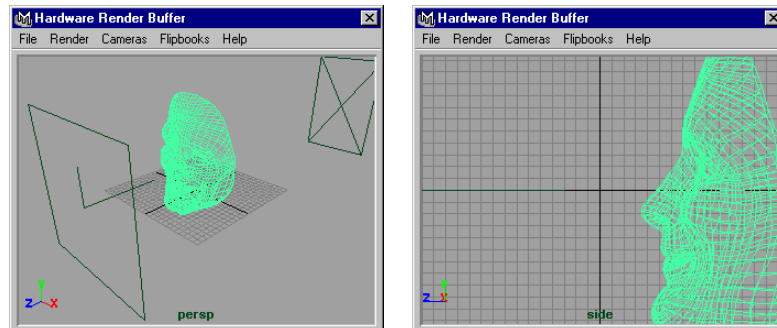 Hardware Render Buffer
File Render Cameras Flipbooks Help
y
z x
persp
Hardware Render Buffer
File Render Cameras Flipbooks Help
y
z x
side